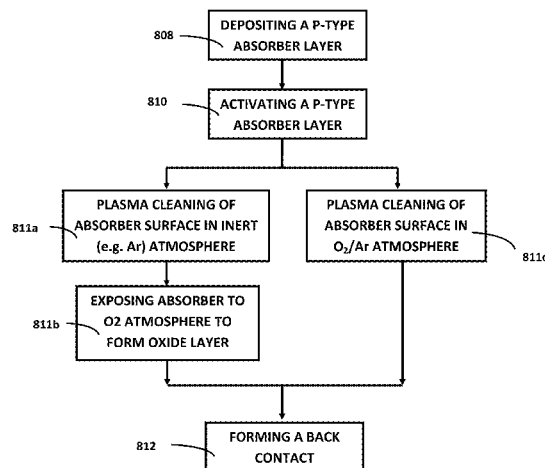 808
DEPOSITING A P-TYPE
ABSORBER LAYER
810
ACTIVATING A P-TYPE
ABSORBER LAYER
811a
PLASMA CLEANING OF
ABSORBER SURFACE IN INERT
(e.g. Ar) ATMOSPHERE
PLASMA CLEANING OF
ABSORBER SURFACE IN
O₂/Ar ATMOSPHERE
811c
811b
EXPOSING ABSORBER TO
O2 ATMOSPHERE TO
FORM OXIDE LAYER
812
FORMING A BACK
CONTACT